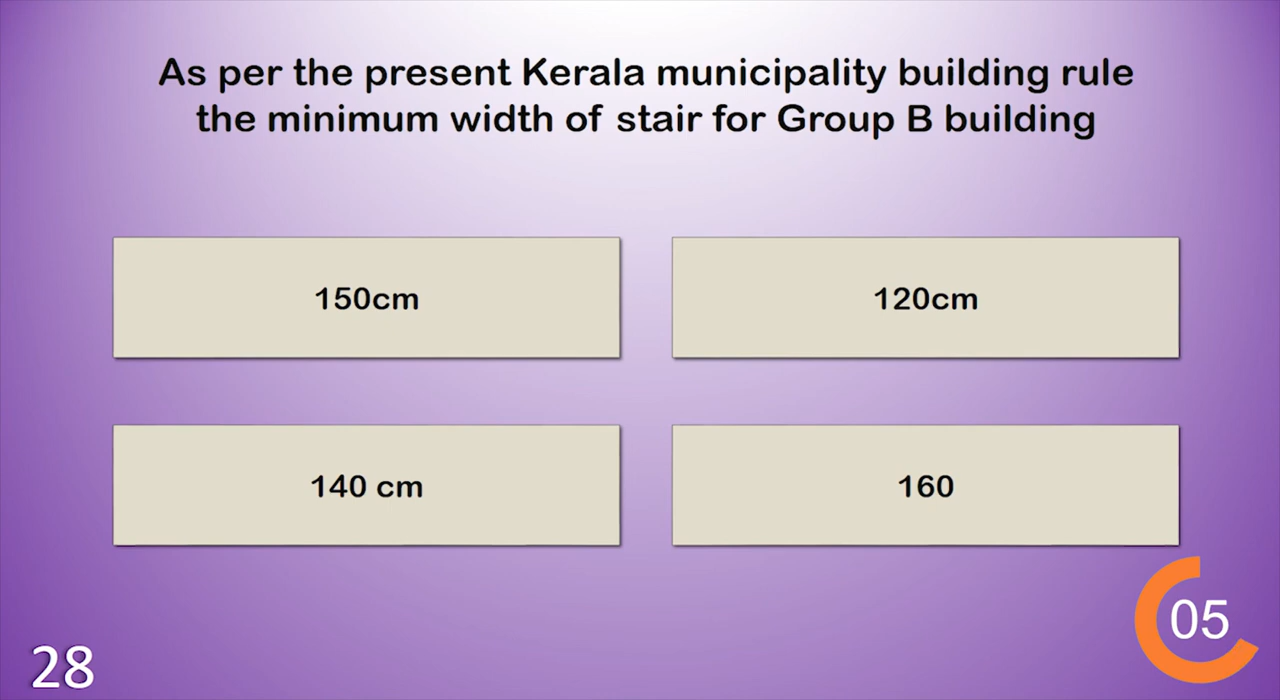 As per the present Kerala municipality building rule
the minimum width of stair for Group B building
150cm
120cm
140 cm
160
05
28